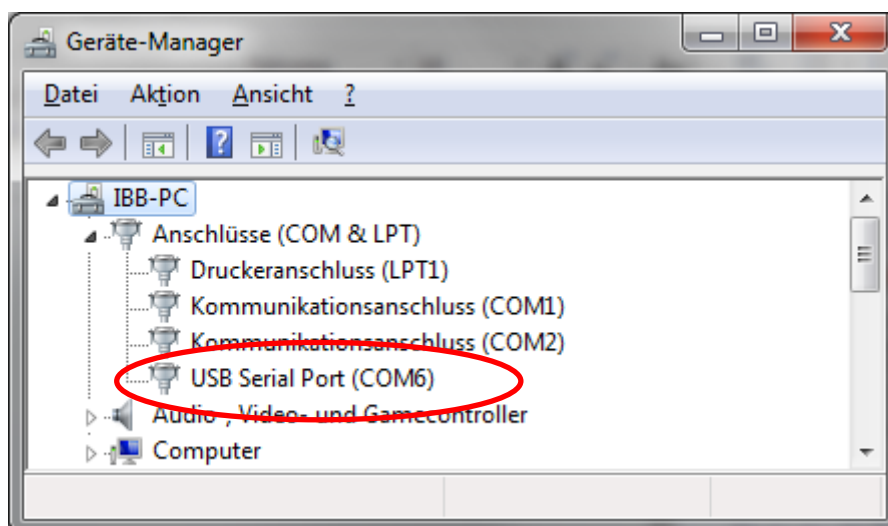 Geräte-Manager
Datei Aktion Ansicht ?
IBB-PC
Anschlüsse (COM & LPT)
Druckeranschluss (LPT1)
Kommunikationsanschluss (COM1)
Kommunikationsanschluss (COM2)
USB Serial Port (COM6)
Audio-, Video- und Gamecontroller
Computer